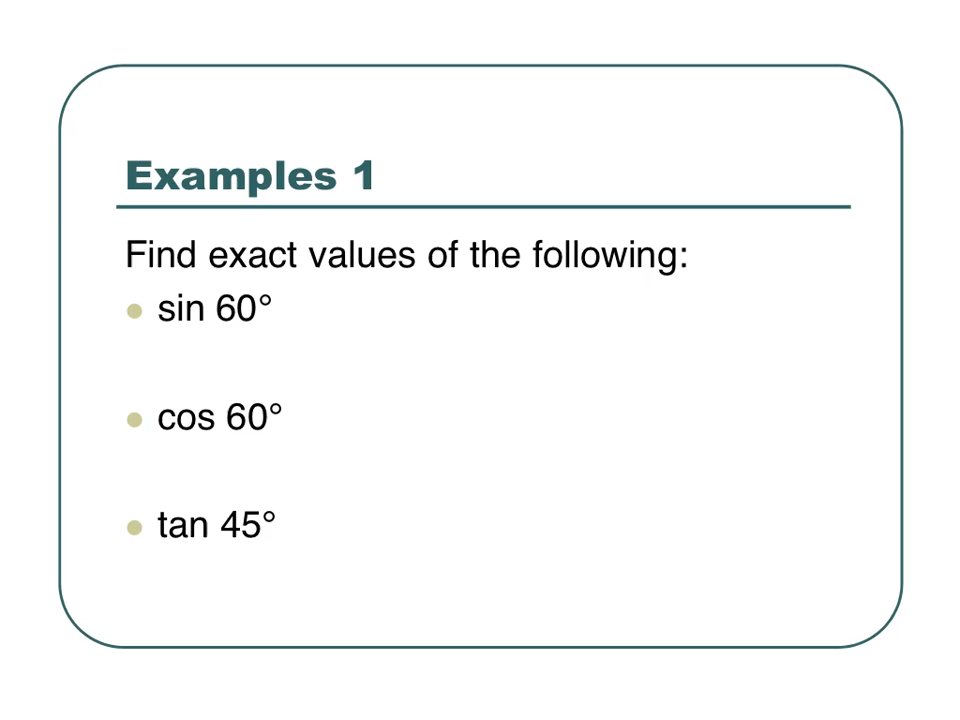 Examples 1
Find exact values of the following:
sin 60°
cos 60°
tan 45°